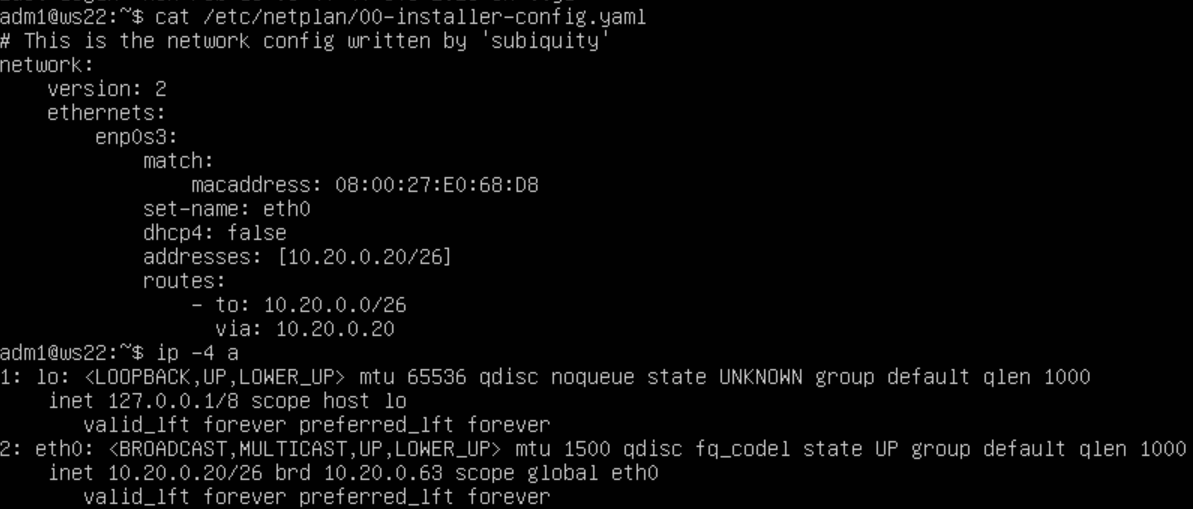 adm1@ws22:~$ cat /etc/netplan/00-installer-config.yaml
# This is the network config written by 'subiquity'
network:
    version: 2
    ethernets:
        enp0s3:
            match:
                macaddress: 08:00:27:E0:68:D8
            set-name: eth0
            dhcp4: false
            addresses: [10.20.0.20/26]
            routes:
                - to: 10.20.0.0/26
                  via: 10.20.0.20
adm1@ws22:~$ ip -4 a
1: lo: <LOOPBACK,UP,LOWER_UP> mtu 65536 qdisc noqueue state UNKNOWN group default qlen 1000
    inet 127.0.0.1/8 scope host lo
       valid_lft forever preferred_lft forever
2: eth0: <BROADCAST,MULTICAST,UP,LOWER_UP> mtu 1500 qdisc fq_codel state UP group default qlen 1000
    inet 10.20.0.20/26 brd 10.20.0.63 scope global eth0
       valid_lft forever preferred_lft forever